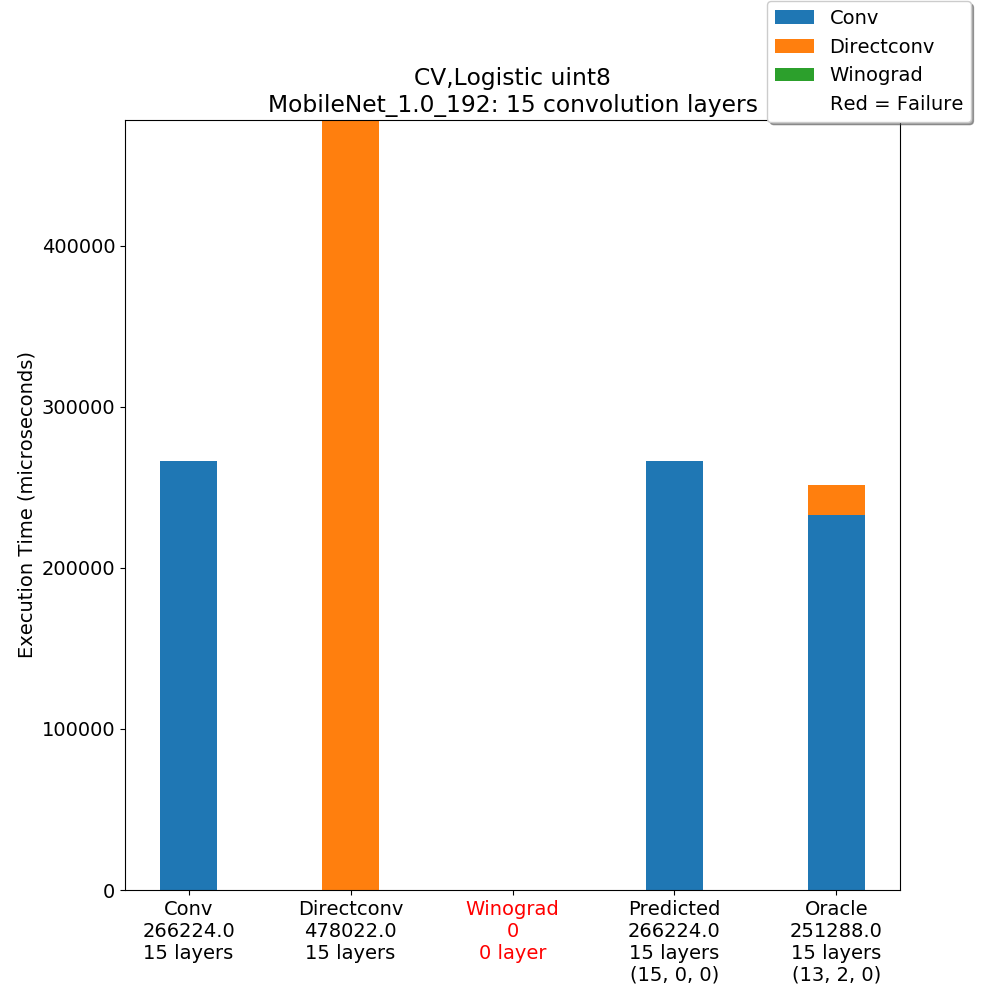 Conv
Directconv
Winograd
Red = Failure
CV,Logistic uint8
MobileNet_1.0_192: 15 convolution layers
Execution Time (microseconds)
400000
300000
200000
100000
0
Conv
266224.0
15 layers
Directconv
478022.0
15 layers
Winograd
0
0 layer
Predicted
266224.0
15 layers
(15, 0, 0)
Oracle
251288.0
15 layers
(13, 2, 0)